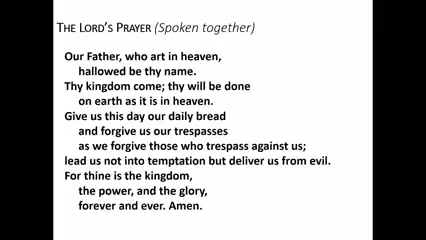 THE LORD'S PRAYER (Spoken together)
Our Father, who art in heaven,
hallowed be thy name.
Thy kingdom come; thy will be done
on earth as it is in heaven.
Give us this day our daily bread
and forgive us our trespasses
as we forgive those who trespass against us;
lead us not into temptation but deliver us from evil.
For thine is the kingdom,
the power, and the glory,
forever and ever. Amen.